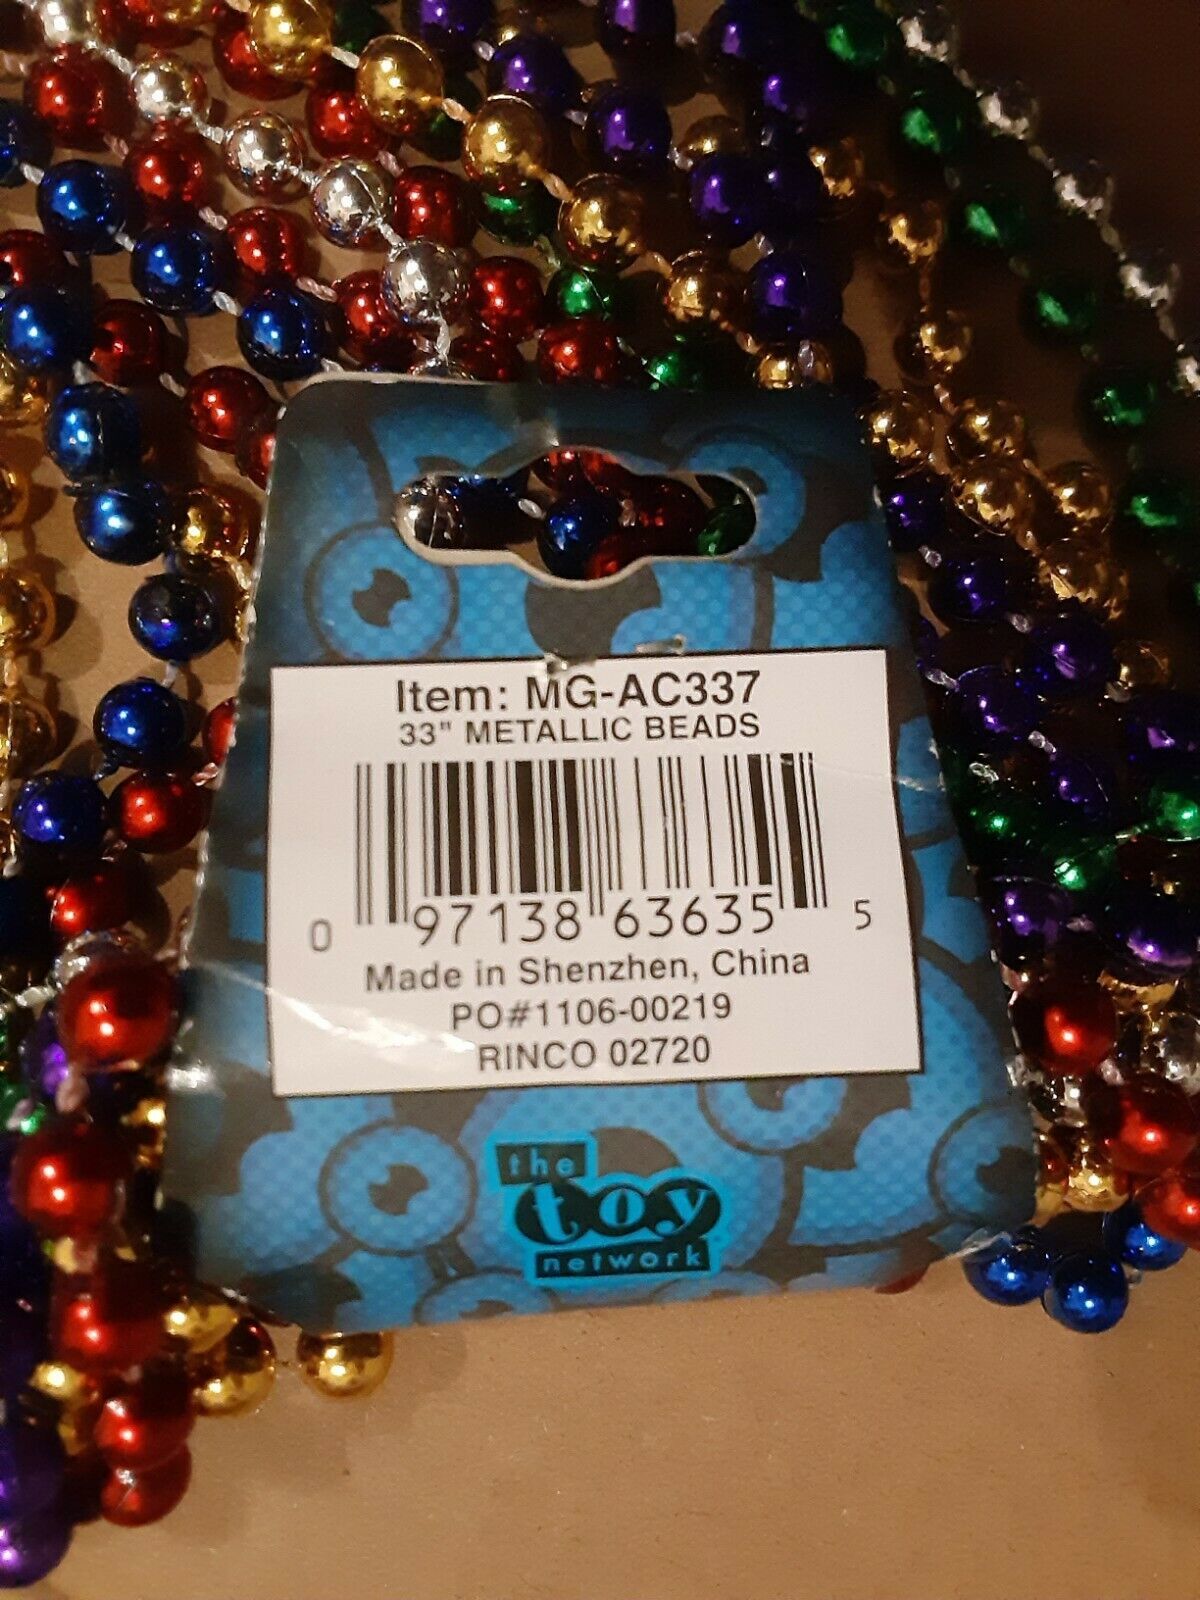 Item: MG-AC337
33" METALLIC BEADS
0 97138 63635 5
Made in Shenzhen, China
PO#1106-00219
RINCO 02720
the
toy
network